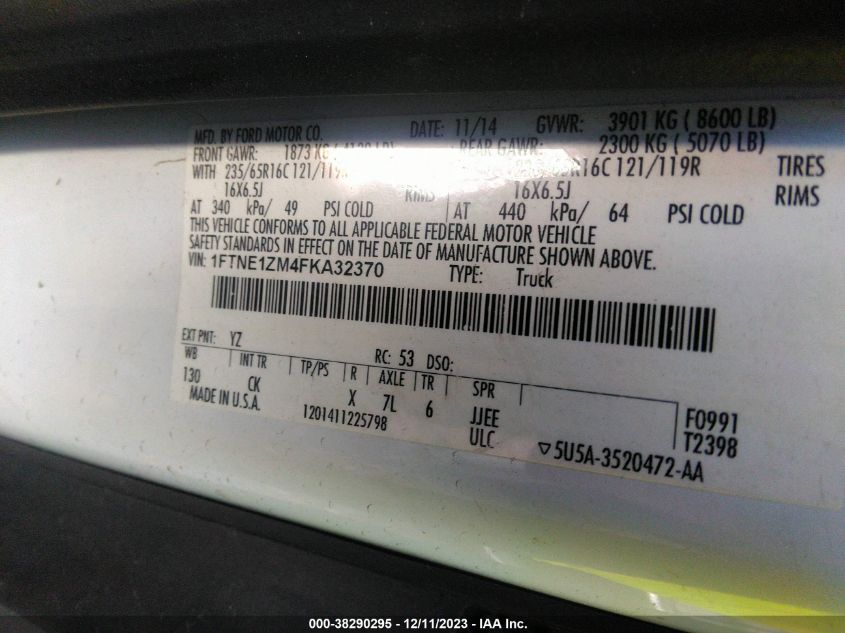 MFD. BY FORD MOTOR CO. DATE: 11/14 GVWR: 3901 KG ( 8600 LB)
FRONT GAWR: 1873 KG REAR GAWR: 2300 KG ( 5070 LB)
WITH 235/65R16C 121/119R TIRES
16X6.5J RIMS 16X6.5J RIMS
AT 340 kPa/ 49 PSI COLD AT 440 kPa/ 64 PSI COLD
THIS VEHICLE CONFORMS TO ALL APPLICABLE FEDERAL MOTOR VEHICLE
SAFETY STANDARDS IN EFFECT ON THE DATE OF MANUFACTURE SHOWN ABOVE.
VIN: 1FTNE1ZM4FKA32370 TYPE: Truck
EXT PNT: YZ RC: 53 DSO:
WB INT TR TP/PS R AXLE TR SPR
130 CK X 7L 6 JJEE F0991
MADE IN U.S.A. 1201411225798 ULC T2398
▽5U5A-3520472-AA
000-38290295 - 12/11/2023 - IAA Inc.